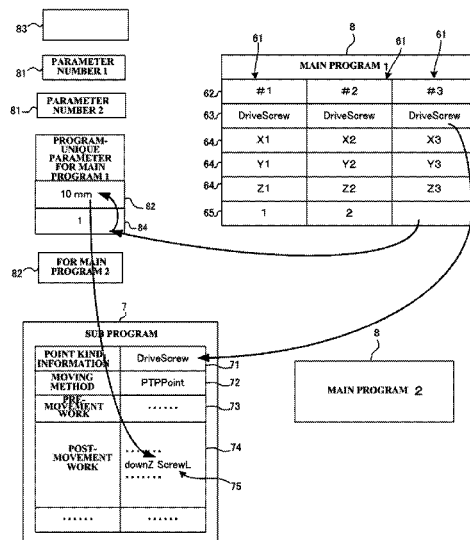 83
81
PARAMETER
NUMBER 1
81
PARAMETER
NUMBER 2
PROGRAM-
UNIQUE
PARAMETER
FOR MAIN
PROGRAM 1
10 mm
82
1
84
82
FOR MAIN
PROGRAM 2
8
61
61
61
MAIN PROGRAM 1
62
#1
#2
#3
63
DriveScrew
DriveScrew
DriveScrew
64
X1
X2
X3
64
Y1
Y2
Y3
64
Z1
Z2
Z3
65
1
2
7
SUB PROGRAM
POINT KIND
INFORMATION
DriveScrew
71
MOVING
METHOD
PTPPoint
72
PRE-
MOVEMENT
WORK
......
73
POST-
MOVEMENT
WORK
.......
downZ ScrewL
.......
74
75
......
......
8
MAIN PROGRAM 2